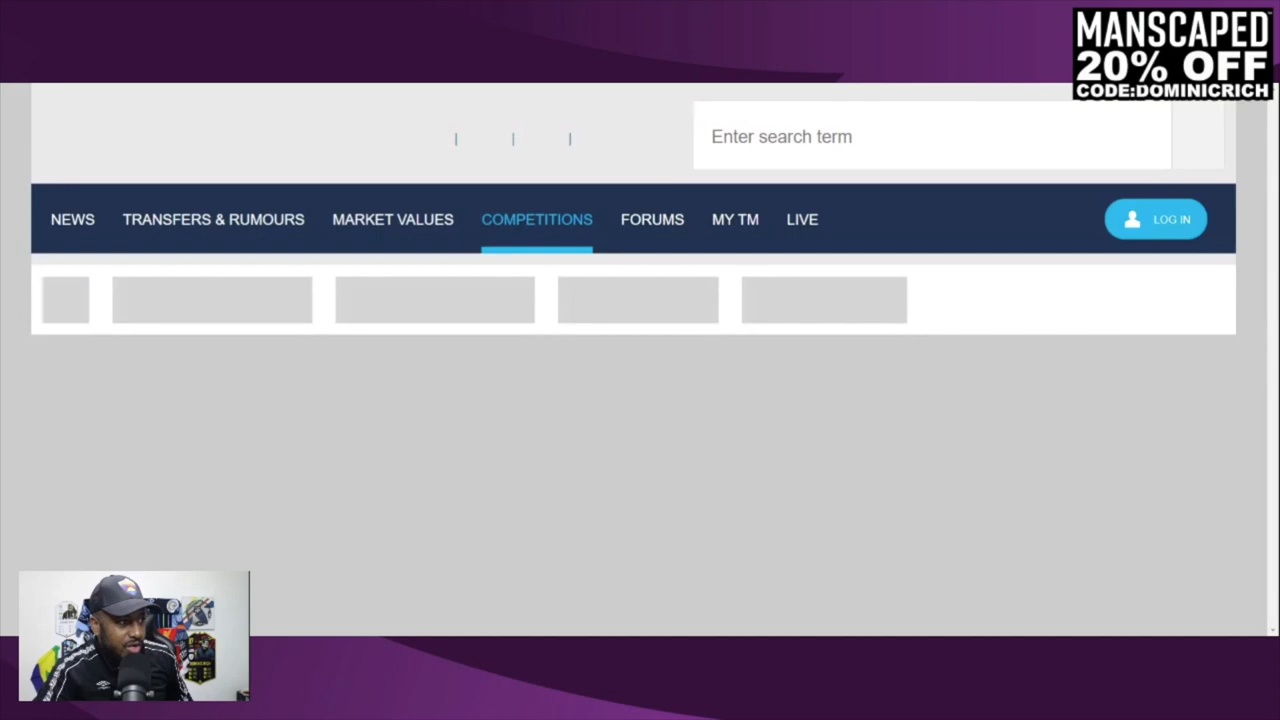 MANSCAPED
20% OFF
CODE:DOMINICRICH
Enter search term
NEWS TRANSFERS & RUMOURS MARKET VALUES COMPETITIONS FORUMS MY TM LIVE LOG IN